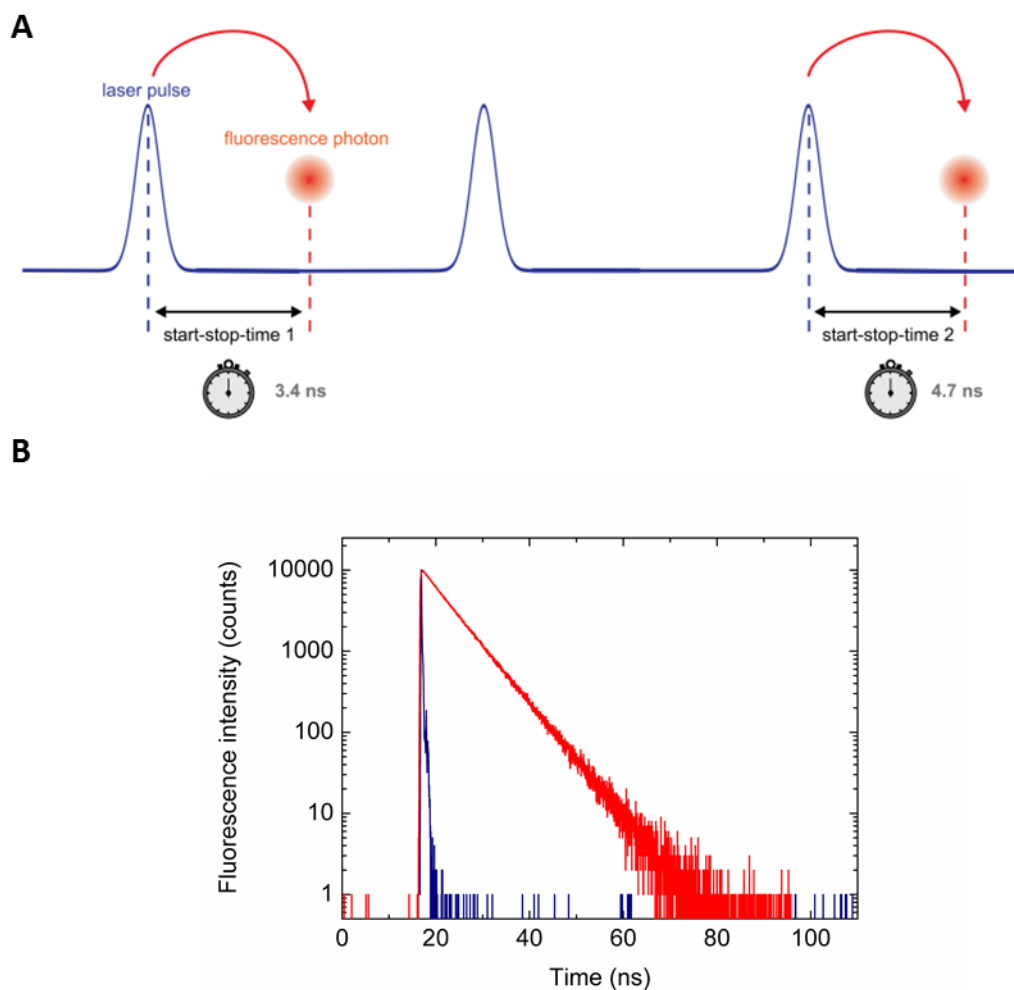 A
laser pulse
fluorescence photon
start-stop-time 1
start-stop-time 2
3.4 ns
4.7 ns
B
Fluorescence intensity (counts)
10000
1000
100
10
1
0 20 40 60 80 100
Time (ns)